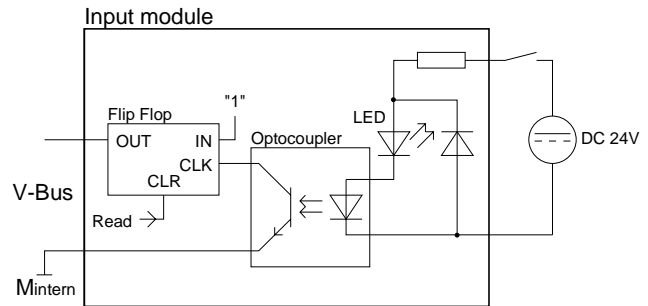 Input module
"1"
Flip Flop
LED
OUT
IN
Optocoupler
DC 24V
CLK
CLR
V-Bus
Read
Mintern